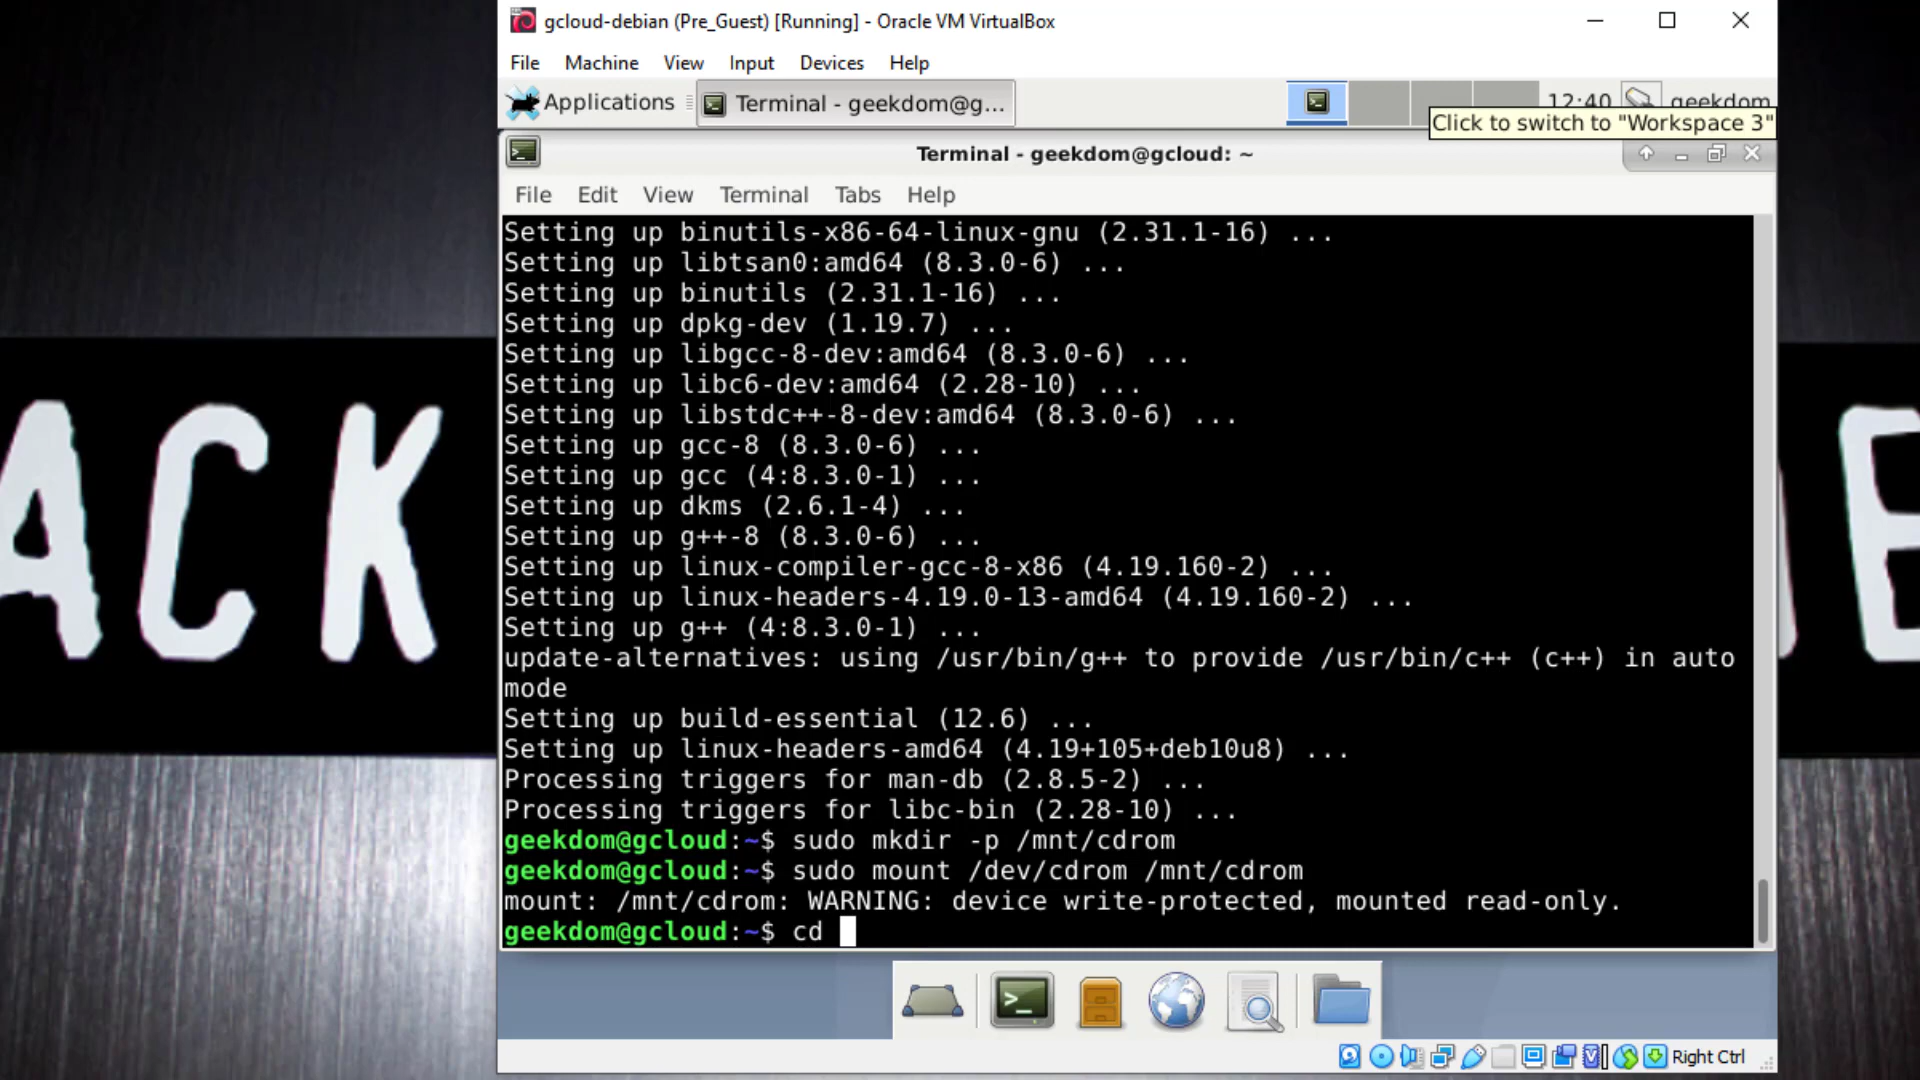 gcloud-debian (Pre_Guest) [Running] - Oracle VM VirtualBox
File Machine View Input Devices Help
Applications Terminal - geekdom@g... 12:40 geekdom
Click to switch to "Workspace 3"
Terminal - geekdom@gcloud: ~
File Edit View Terminal Tabs Help
Setting up binutils-x86-64-linux-gnu (2.31.1-16) ...
Setting up libtsan0:amd64 (8.3.0-6) ...
Setting up binutils (2.31.1-16) ...
Setting up dpkg-dev (1.19.7) ...
Setting up libgcc-8-dev:amd64 (8.3.0-6) ...
Setting up libc6-dev:amd64 (2.28-10) ...
Setting up libstdc++-8-dev:amd64 (8.3.0-6) ...
Setting up gcc-8 (8.3.0-6) ...
Setting up gcc (4:8.3.0-1) ...
Setting up dkms (2.6.1-4) ...
Setting up g++-8 (8.3.0-6) ...
Setting up linux-compiler-gcc-8-x86 (4.19.160-2) ...
Setting up linux-headers-4.19.0-13-amd64 (4.19.160-2) ...
Setting up g++ (4:8.3.0-1) ...
update-alternatives: using /usr/bin/g++ to provide /usr/bin/c++ (c++) in auto
mode
Setting up build-essential (12.6) ...
Setting up linux-headers-amd64 (4.19+105+deb10u8) ...
Processing triggers for man-db (2.8.5-2) ...
Processing triggers for libc-bin (2.28-10) ...
geekdom@gcloud:~$ sudo mkdir -p /mnt/cdrom
geekdom@gcloud:~$ sudo mount /dev/cdrom /mnt/cdrom
mount: /mnt/cdrom: WARNING: device write-protected, mounted read-only.
geekdom@gcloud:~$ cd
Right Ctrl
ACK
E